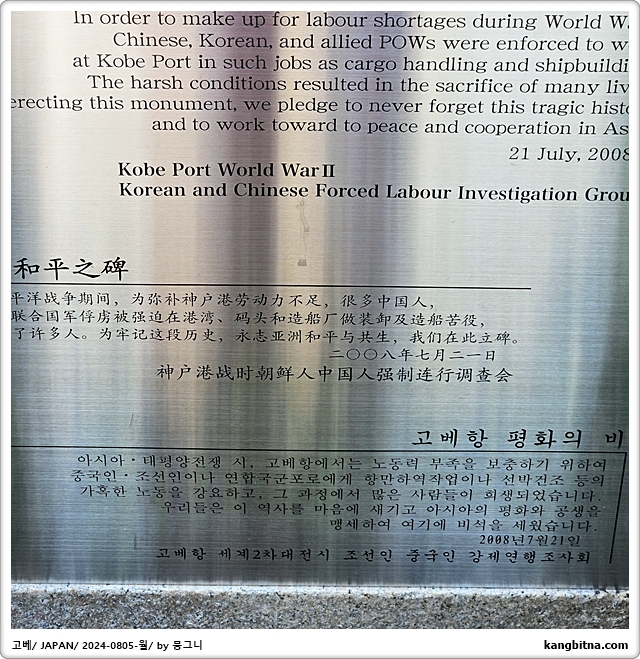 In order to make up for labour shortages during World W
Chinese, Korean, and allied POWs were enforced to w
at Kobe Port in such jobs as cargo handling and shipbuildi
The harsh conditions resulted in the sacrifice of many liv
erecting this monument, we pledge to never forget this tragic histo
and to work toward to peace and cooperation in As
21 July, 2008
Kobe Port World War II
Korean and Chinese Forced Labour Investigation Grou
和平之碑
平洋战争期间，为弥补神户港劳动力不足，很多中国人，
联合国军俘虏被强迫在港湾、码头和造船厂做装卸及造船苦役，
了许多人。为牢记这段历史，永志亚洲和平与共生，我们在此立碑。
二〇〇八年七月二一日
神户港战时朝鲜人中国人强制连行调查会
고베항 평화의 비
아시아·태평양전쟁 시, 고베항에서는 노동력 부족을 보충하기 위하여
중국인·조선인이나 연합국군포로에게 항만하역작업이나 선박건조 등의
가혹한 노동을 강요하고, 그 과정에서 많은 사람들이 희생되었습니다.
우리들은 이 역사를 마음에 새기고 아시아의 평화와 공생을
맹세하여 여기에 비석을 세웠습니다.
2008년7월21일
고베항 세계2차대전시 조선인 중국인 강제연행조사회
고베/ JAPAN/ 2024-0805-월/ by 몽그니
kangbitna.com